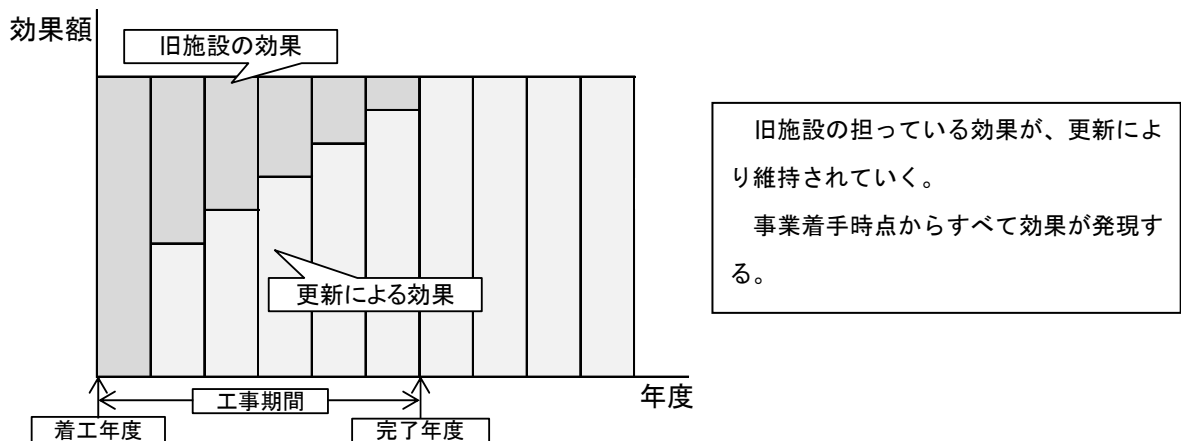 効果額
旧施設の効果
旧施設の担っている効果が、更新によ
り維持されていく。
事業着手時点からすべて効果が発現す
る。
更新による効果
工事期間
年度
着工年度
完了年度